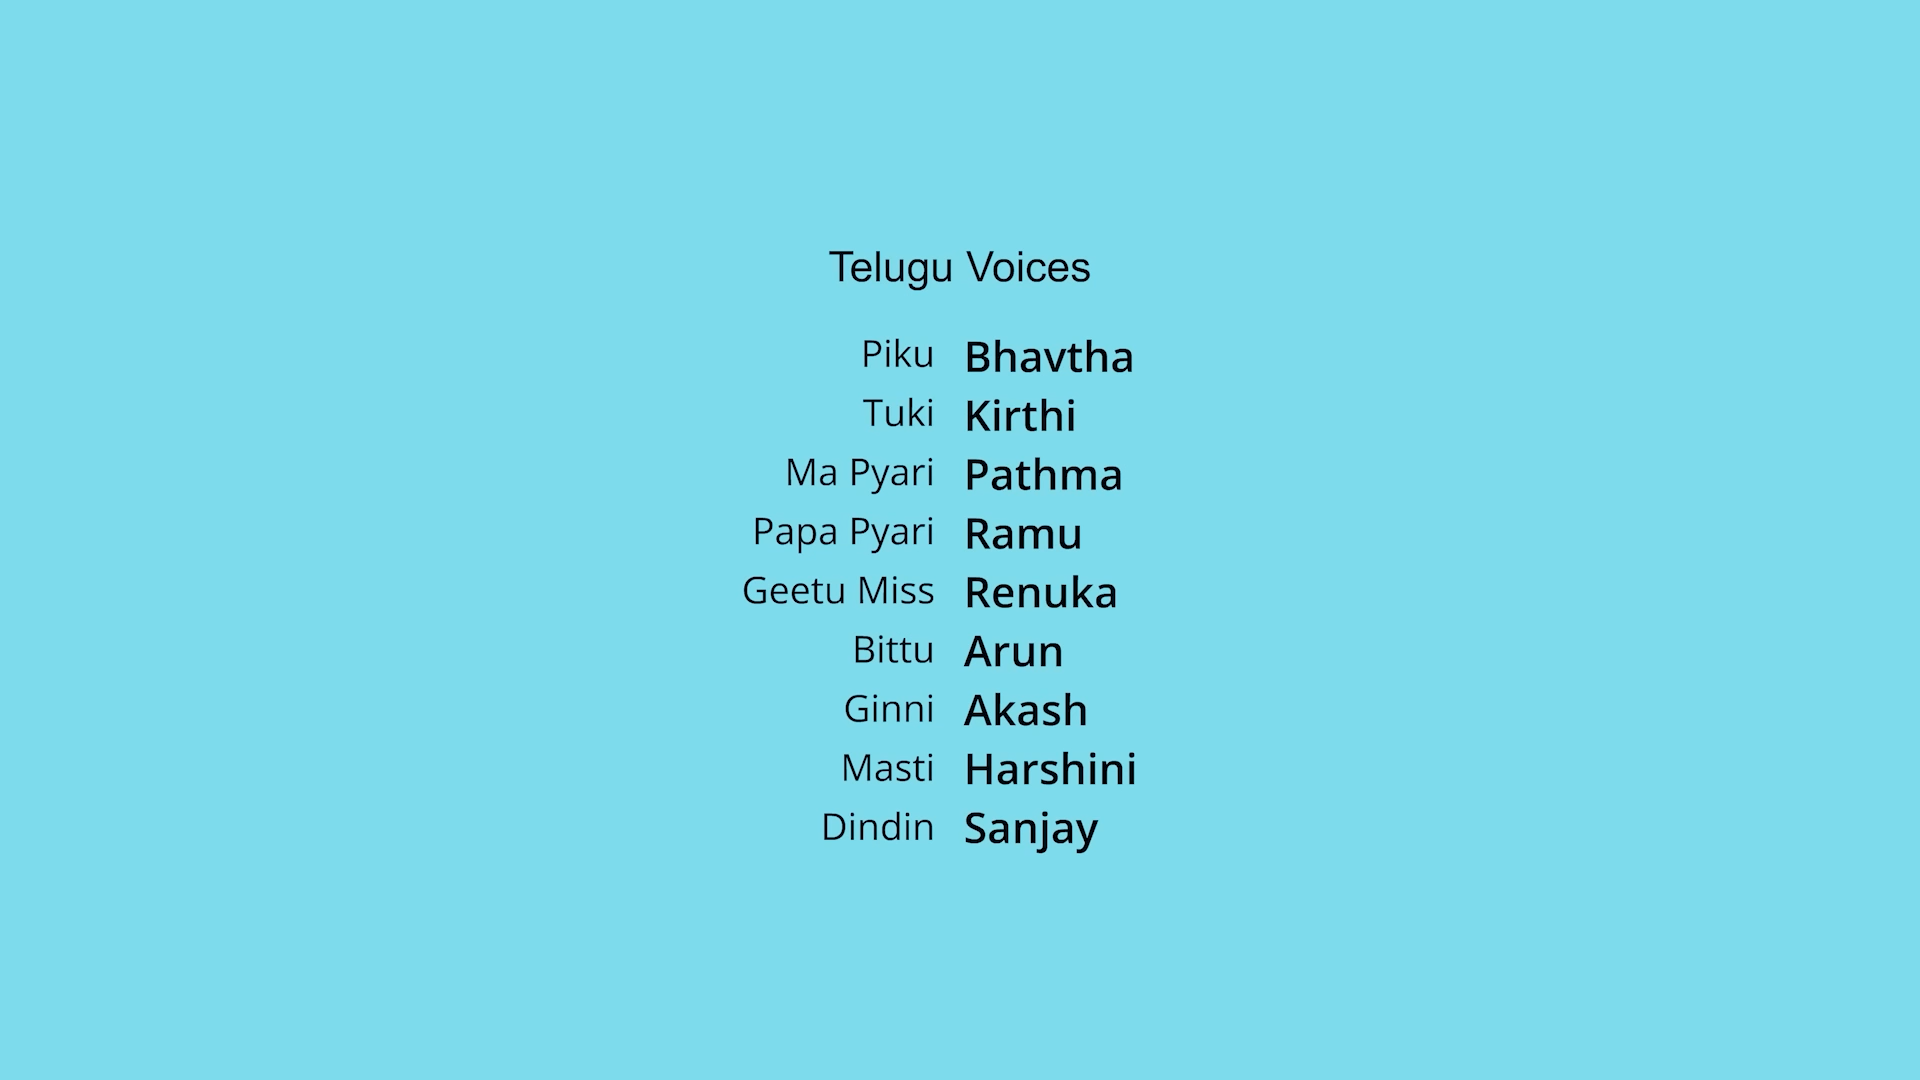 Telugu Voices
Piku Bhavtha
Tuki Kirthi
Ma Pyari Pathma
Papa Pyari Ramu
Geetu Miss Renuka
Bittu Arun
Ginni Akash
Masti Harshini
Dindin Sanjay